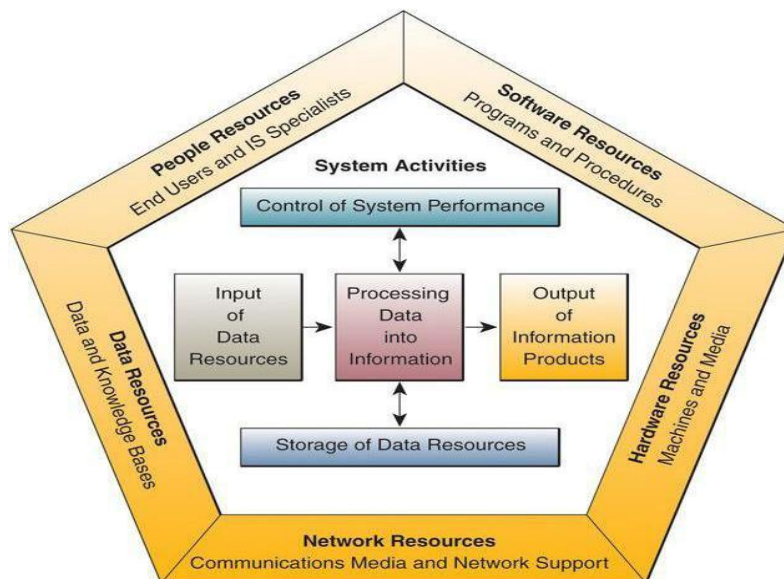 People Resources
End Users and IS Specialists
Software Resources
Programs and Procedures
System Activities
Control of System Performance
Input
of
Data
Resources
Processing
Data
into
Information
Output
of
Information
Products
Storage of Data Resources
Data Resources
Data and Knowledge Bases
Hardware Resources
Machines and Media
Network Resources
Communications Media and Network Support